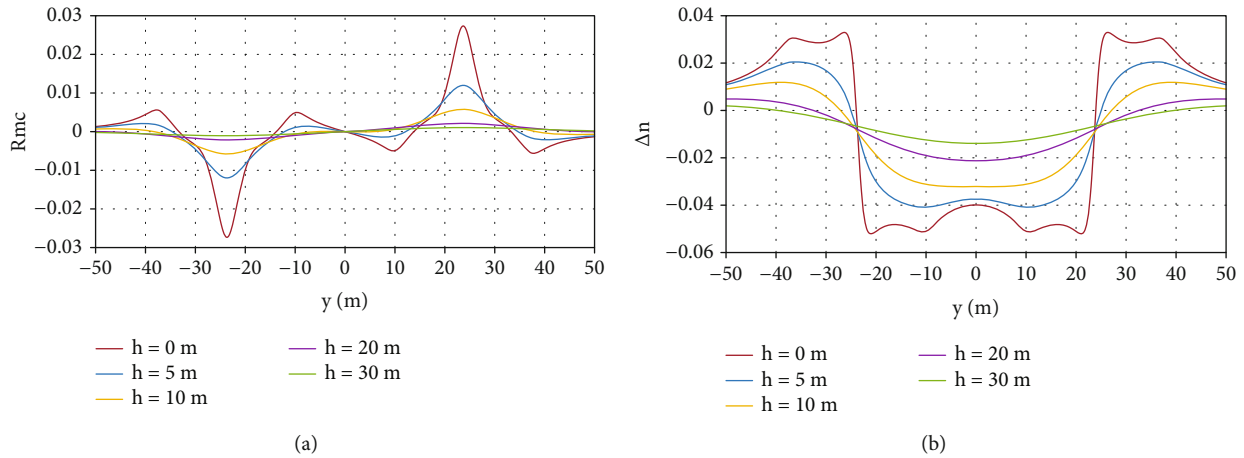 0.03
0.02
0.01
0
−0.01
−0.02
−0.03
Rmc
−50 −40 −30 −20 −10 0 10 20 30 40 50
y (m)
h = 0 m
h = 5 m
h = 10 m
h = 20 m
h = 30 m
(a)
0.04
0.02
0
−0.02
−0.04
−0.06
Δn
−50 −40 −30 −20 −10 0 10 20 30 40 50
y (m)
h = 0 m
h = 5 m
h = 10 m
h = 20 m
h = 30 m
(b)